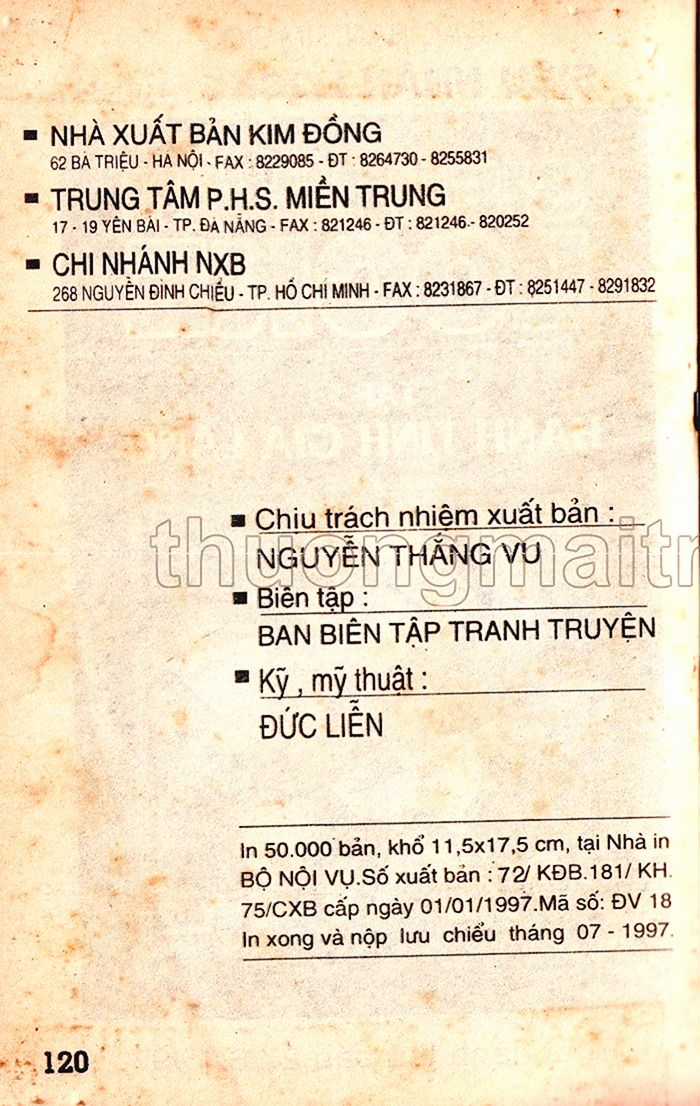 NHÀ XUẤT BẢN KIM ĐỒNG
62 BÀ TRIỆU - HA NỘI - FAX : 8229085 - ĐT : 8264730 - 8255831
TRUNG TÂM P.H.S. MIỀN TRUNG
17 - 19 YÊN BÁI - TP. ĐÀ NẴNG - FAX : 821246 - ĐT : 821246 - 820252
CHI NHÁNH NXB
268 NGUYỄN ĐÌNH CHIỂU - TP. HỒ CHÍ MINH - FAX : 8231867 - ĐT : 8251447 - 8291832
Chịu trách nhiệm xuất bản :
NGUYỄN THẮNG VU
thuongmaitr
Biên tập :
BAN BIÊN TẬP TRANH TRUYỆN
Kỹ , mỹ thuật :
ĐỨC LIỄN
In 50.000 bản, khổ 11,5x17,5 cm, tại Nhà in
BỘ NỘI VỤ.Số xuất bản : 72/ KĐB.181/ KH.
75/CXB cấp ngày 01/01/1997.Mã số: ĐV 18
In xong và nộp lưu chiểu tháng 07 - 1997.
120